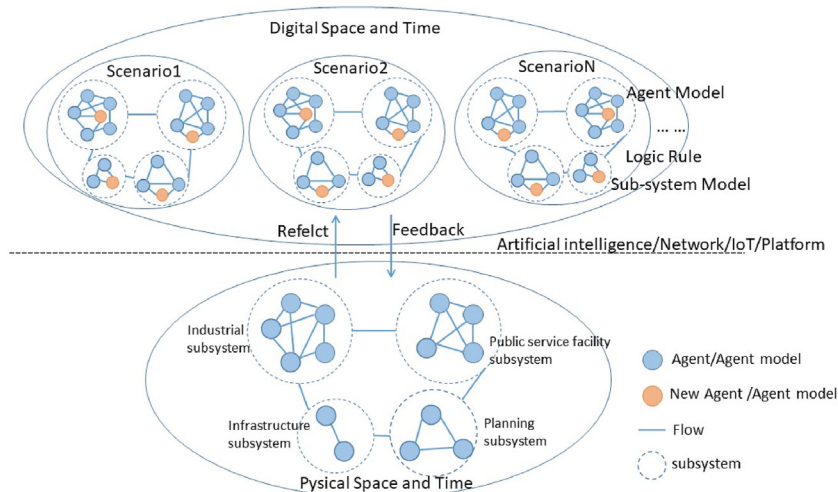 Digital Space and Time
Scenario1
Scenario2
ScenarioN
Agent Model
... ...
Logic Rule
Sub-system Model
Refelct
Feedback
Artificial intelligence/Network/IoT/Platform
Industrial
subsystem
Public service facility
subsystem
Infrastructure
subsystem
Planning
subsystem
Pysical Space and Time
Agent/Agent model
New Agent /Agent model
Flow
subsystem